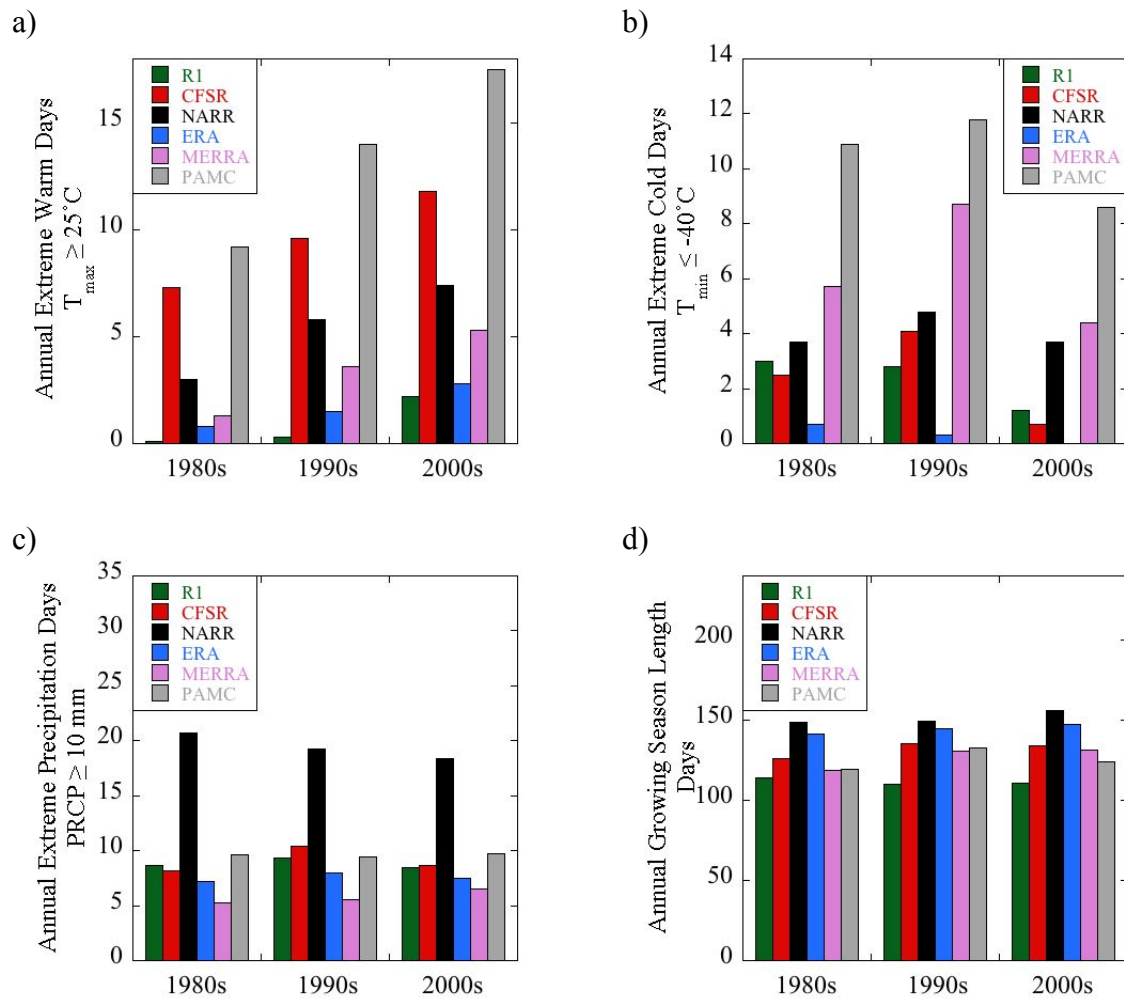 a)
Annual Extreme Warm Days
T max ≥ 25˚C
15
10
5
0
R1
CFSR
NARR
ERA
MERRA
PAMC
1980s 1990s 2000s
b)
Annual Extreme Cold Days
T min ≤ -40˚C
14
12
10
8
6
4
2
0
R1
CFSR
NARR
ERA
MERRA
PAMC
1980s 1990s 2000s
c)
Annual Extreme Precipitation Days
PRCP ≥ 10 mm
35
30
25
20
15
10
5
0
R1
CFSR
NARR
ERA
MERRA
PAMC
1980s 1990s 2000s
d)
Annual Growing Season Length
Days
200
150
100
50
0
R1
CFSR
NARR
ERA
MERRA
PAMC
1980s 1990s 2000s